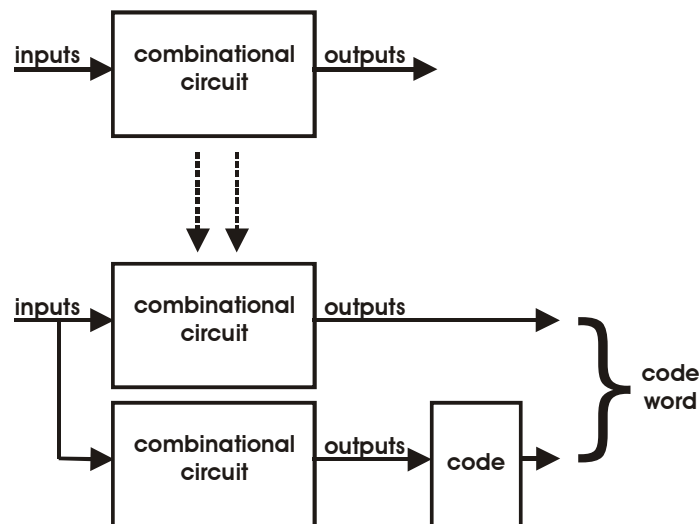 inputs
combinational
circuit
outputs
inputs
combinational
circuit
outputs
code
word
combinational
circuit
outputs
code